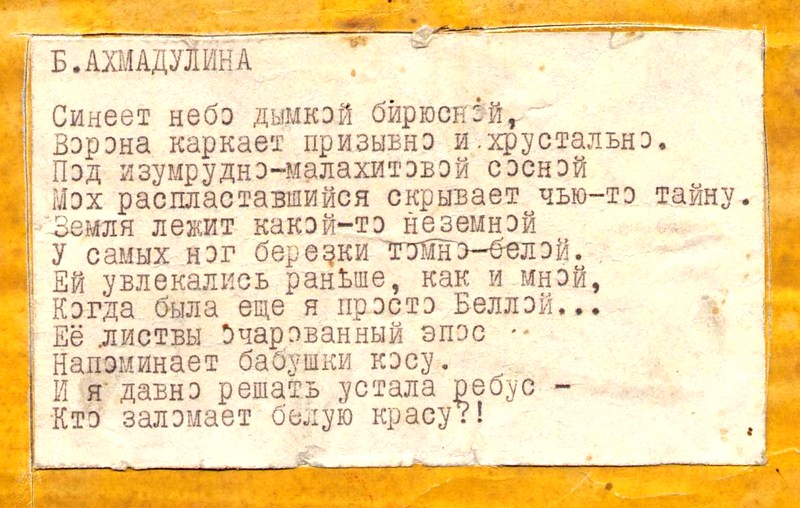 Б.АХМАДУЛИНА
Синеет небо дымкой бирюсной,
Ворона каркает призывно и хрустально.
Под изумрудно-малахитовой сосной
Мох распластавшийся скрывает чью-то тайну.
Земля лежит какой-то неземной
У самых ног березки томно-белой.
Ей увлекались раньше, как и мной,
Когда была еще я просто Беллой...
Её листвы очарованный эпос
Напоминает бабушки косу.
И я давно решать устала ребус -
Кто заломает белую красу?!